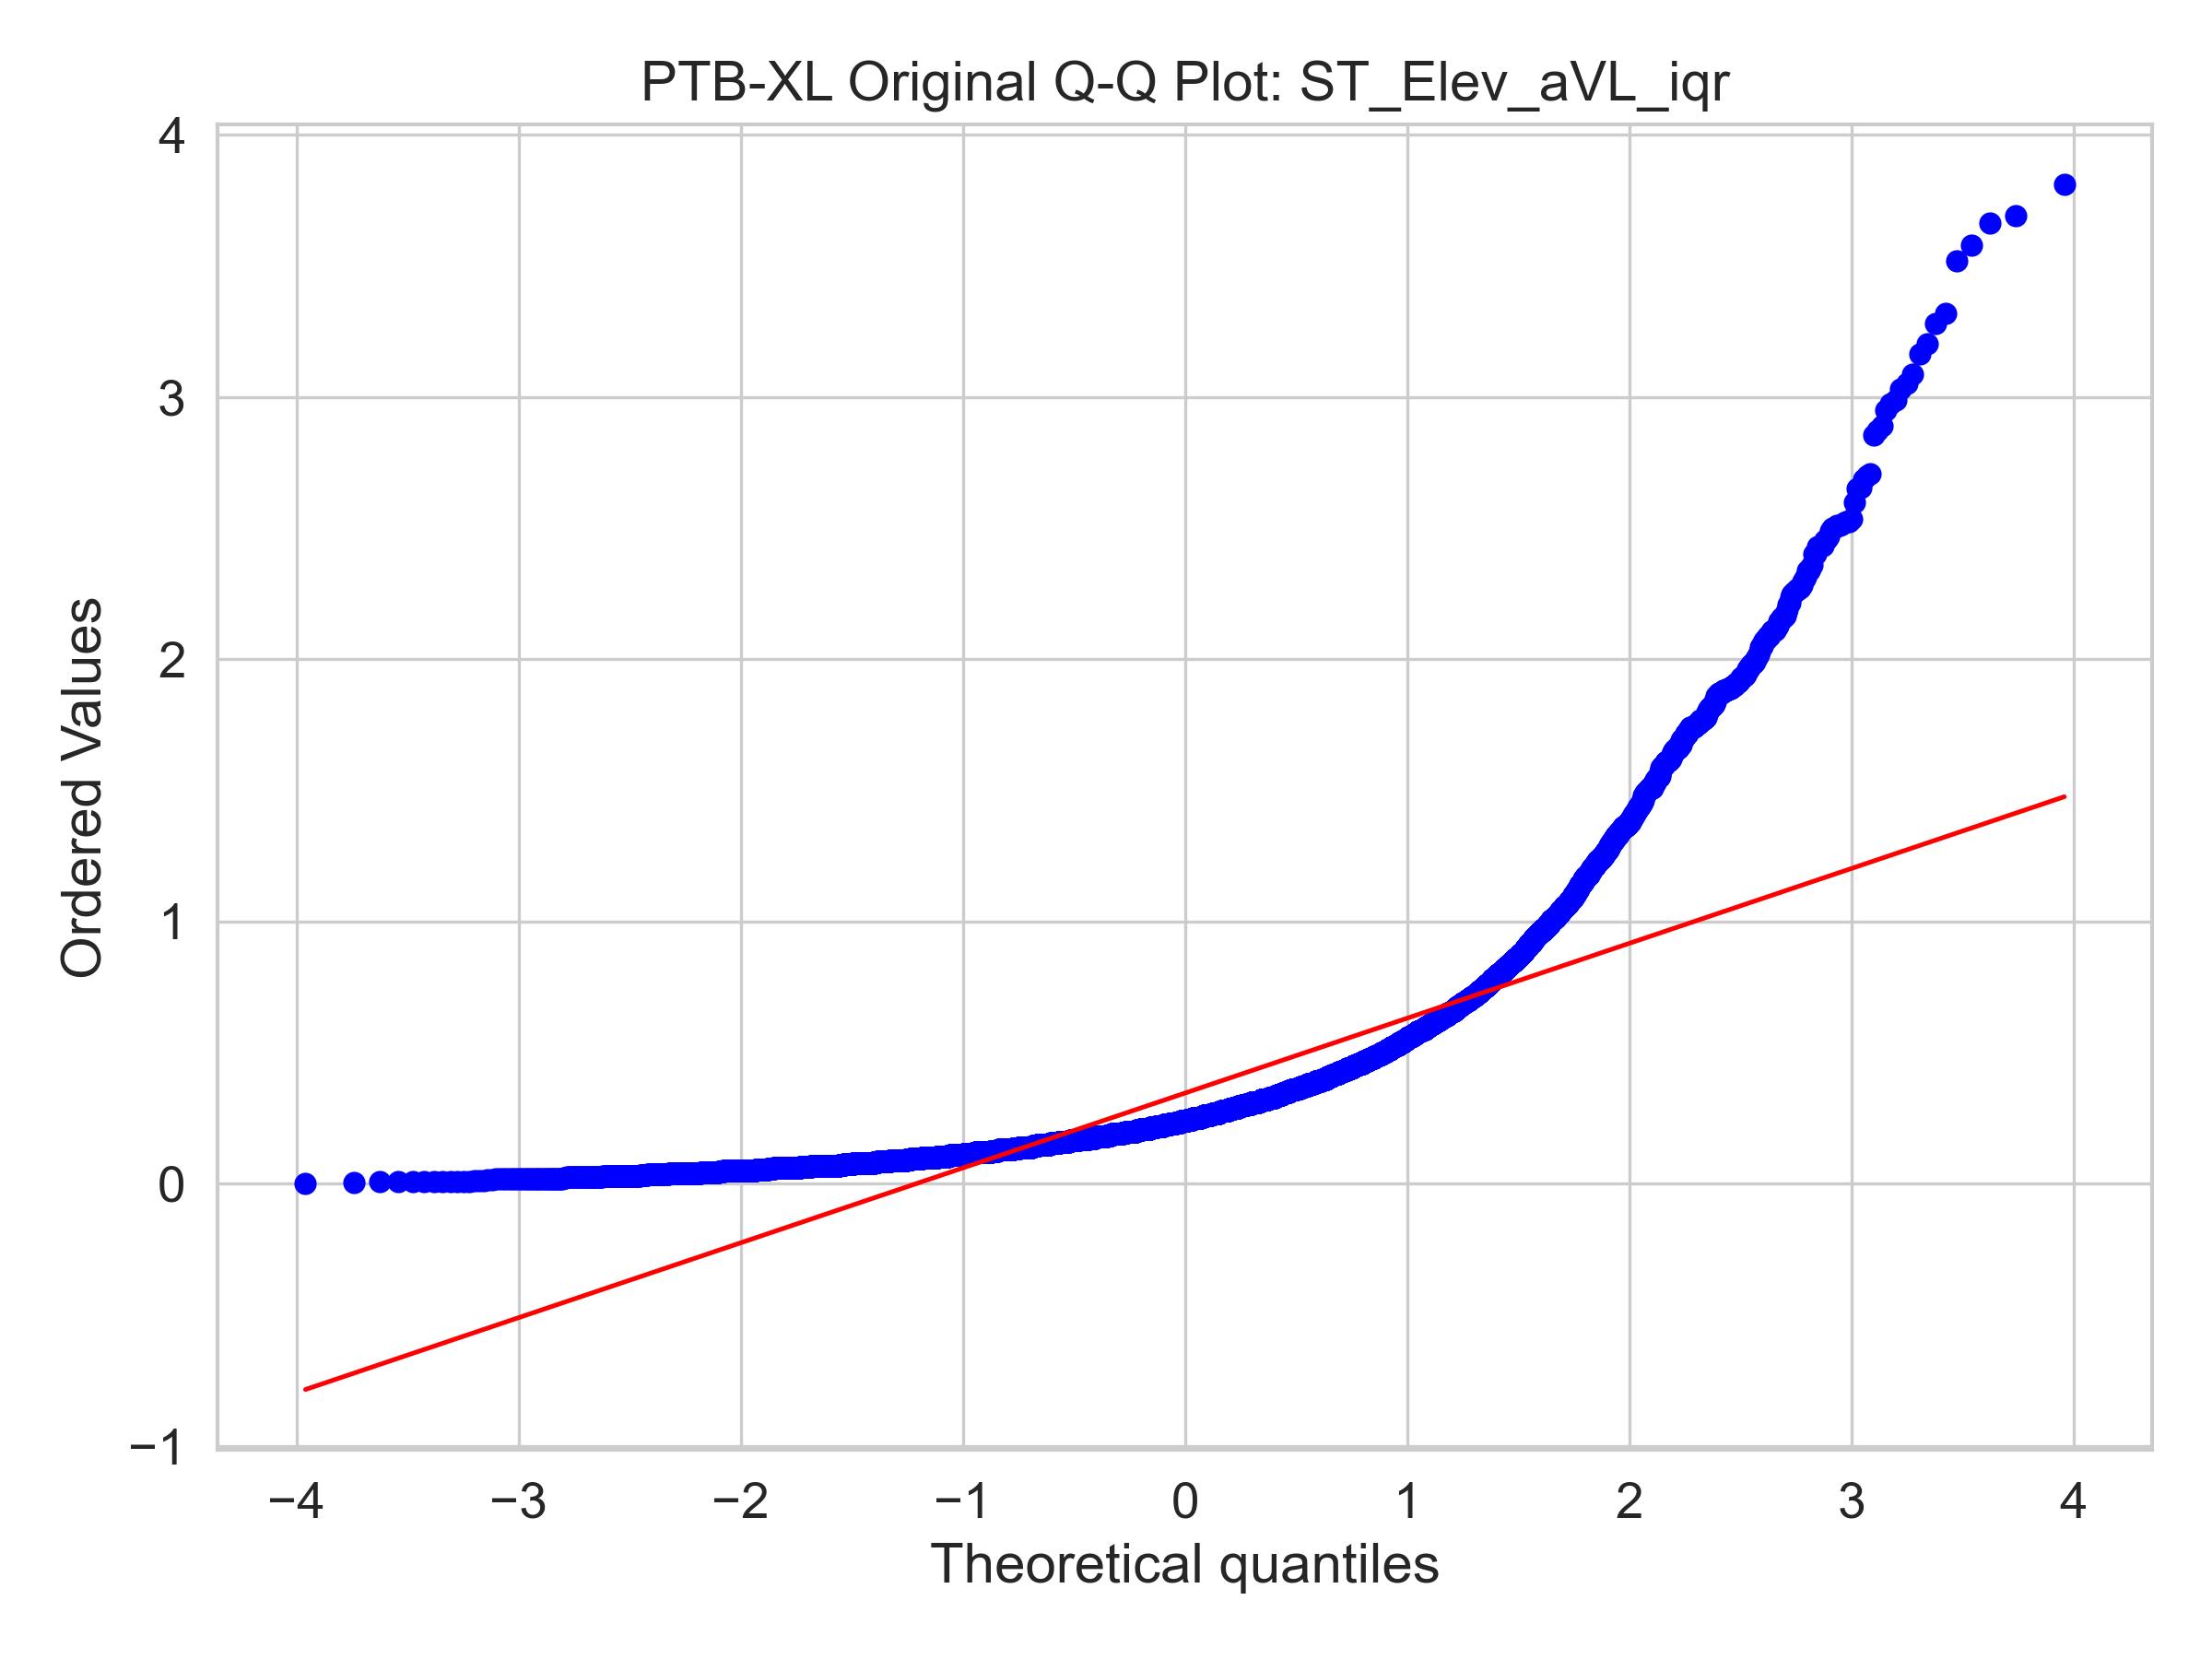 PTB-XL Original Q-Q Plot: ST_Elev_aVL_iqr
4
3
2
1
0
−1
Ordered Values
−4 −3 −2 −1 0 1 2 3 4
Theoretical quantiles